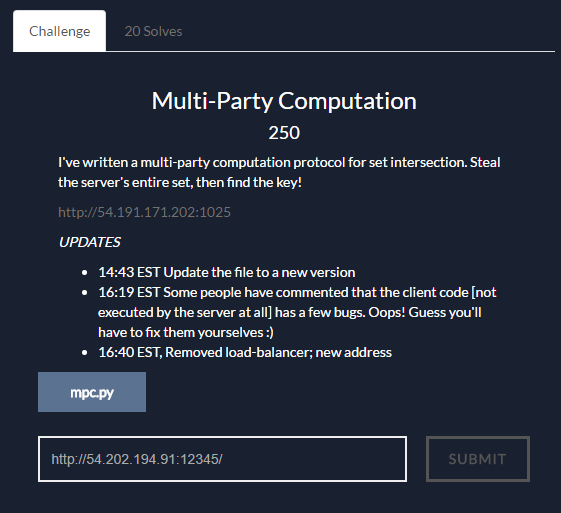 Challenge
20 Solves
Multi-Party Computation
250
I've written a multi-party computation protocol for set intersection. Steal
the server's entire set, then find the key!
http://54.191.171.202:1025
UPDATES
• 14:43 EST Update the file to a new version
• 16:19 EST Some people have commented that the client code [not
executed by the server at all] has a few bugs. Oops! Guess you'll
have to fix them yourselves :)
• 16:40 EST, Removed load-balancer; new address
mpc.py
http://54.202.194.91:12345/
SUBMIT